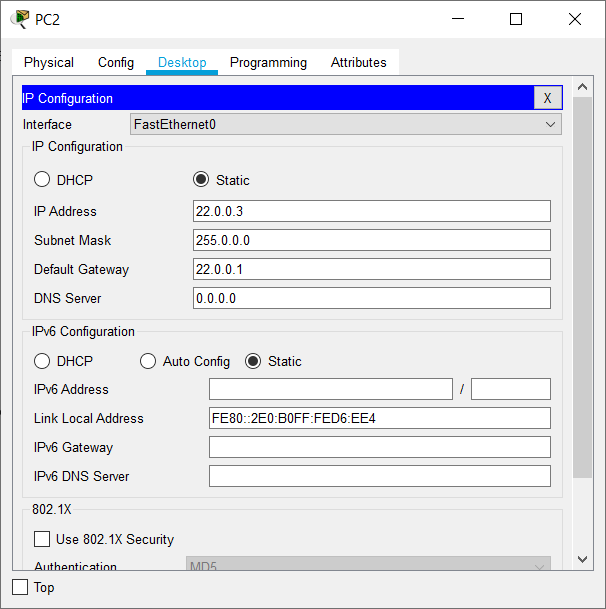 PC2
Physical Config Desktop Programming Attributes
IP Configuration X
Interface FastEthernet0
IP Configuration
DHCP Static
IP Address 22.0.0.3
Subnet Mask 255.0.0.0
Default Gateway 22.0.0.1
DNS Server 0.0.0.0
IPv6 Configuration
DHCP Auto Config Static
IPv6 Address /
Link Local Address FE80::2E0:B0FF:FED6:EE4
IPv6 Gateway
IPv6 DNS Server
802.1X
Use 802.1X Security
Authentication MD5
Top